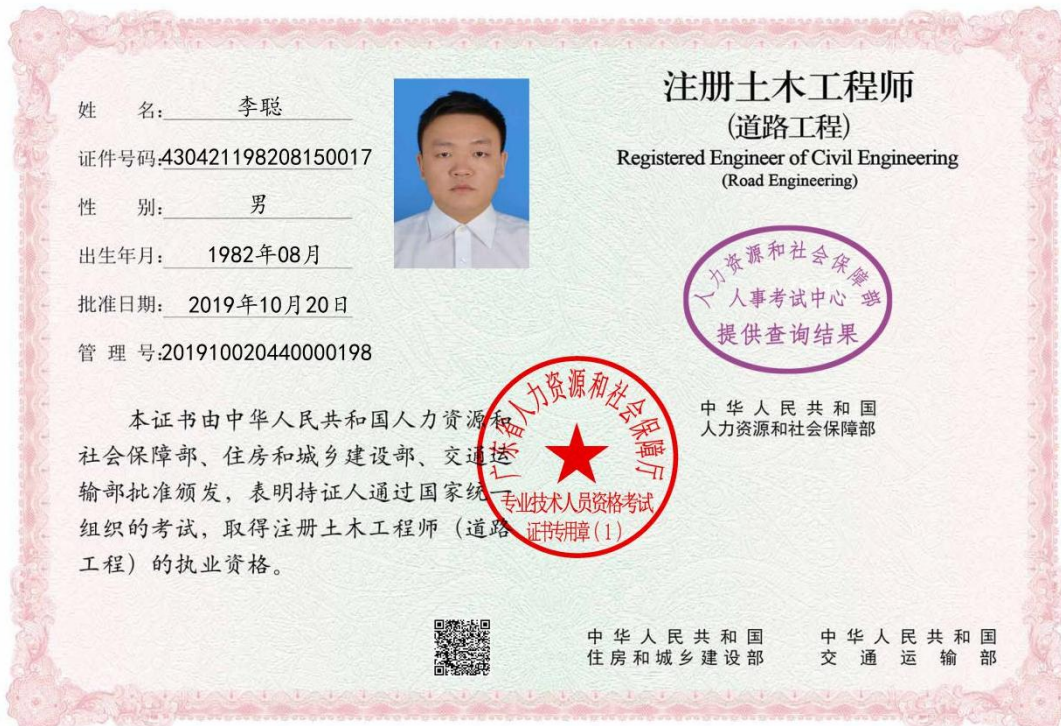 姓 名: 李聪
证件号码:430421198208150017
性 别: 男
出生年月: 1982年08月
批准日期: 2019年10月20日
管 理 号:201910020440000198
本证书由中华人民共和国人力资源和
社会保障部、住房和城乡建设部、交通运
输部批准颁发，表明持证人通过国家统一
组织的考试，取得注册土木工程师（道路
工程）的执业资格。
广东省人力资源和社会保障厅
专业技术人员资格考试
证书专用章(1)
注册土木工程师
(道路工程)
Registered Engineer of Civil Engineering
(Road Engineering)
人力资源和社会保障部
人事考试中心
提供查询结果
中华人民共和国
人力资源和社会保障部
中华人民共和国
住房和城乡建设部
中华人民共和国
交通运输部